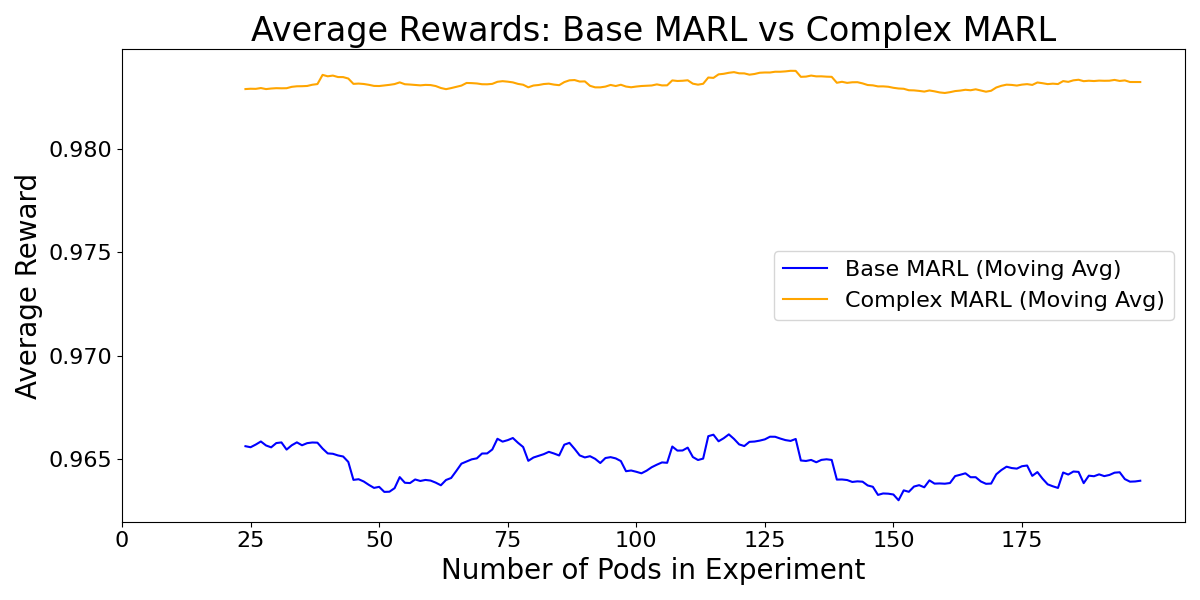 Average Rewards: Base MARL vs Complex MARL
Average Reward
0.980
0.975
0.970
0.965
Base MARL (Moving Avg)
Complex MARL (Moving Avg)
0 25 50 75 100 125 150 175
Number of Pods in Experiment